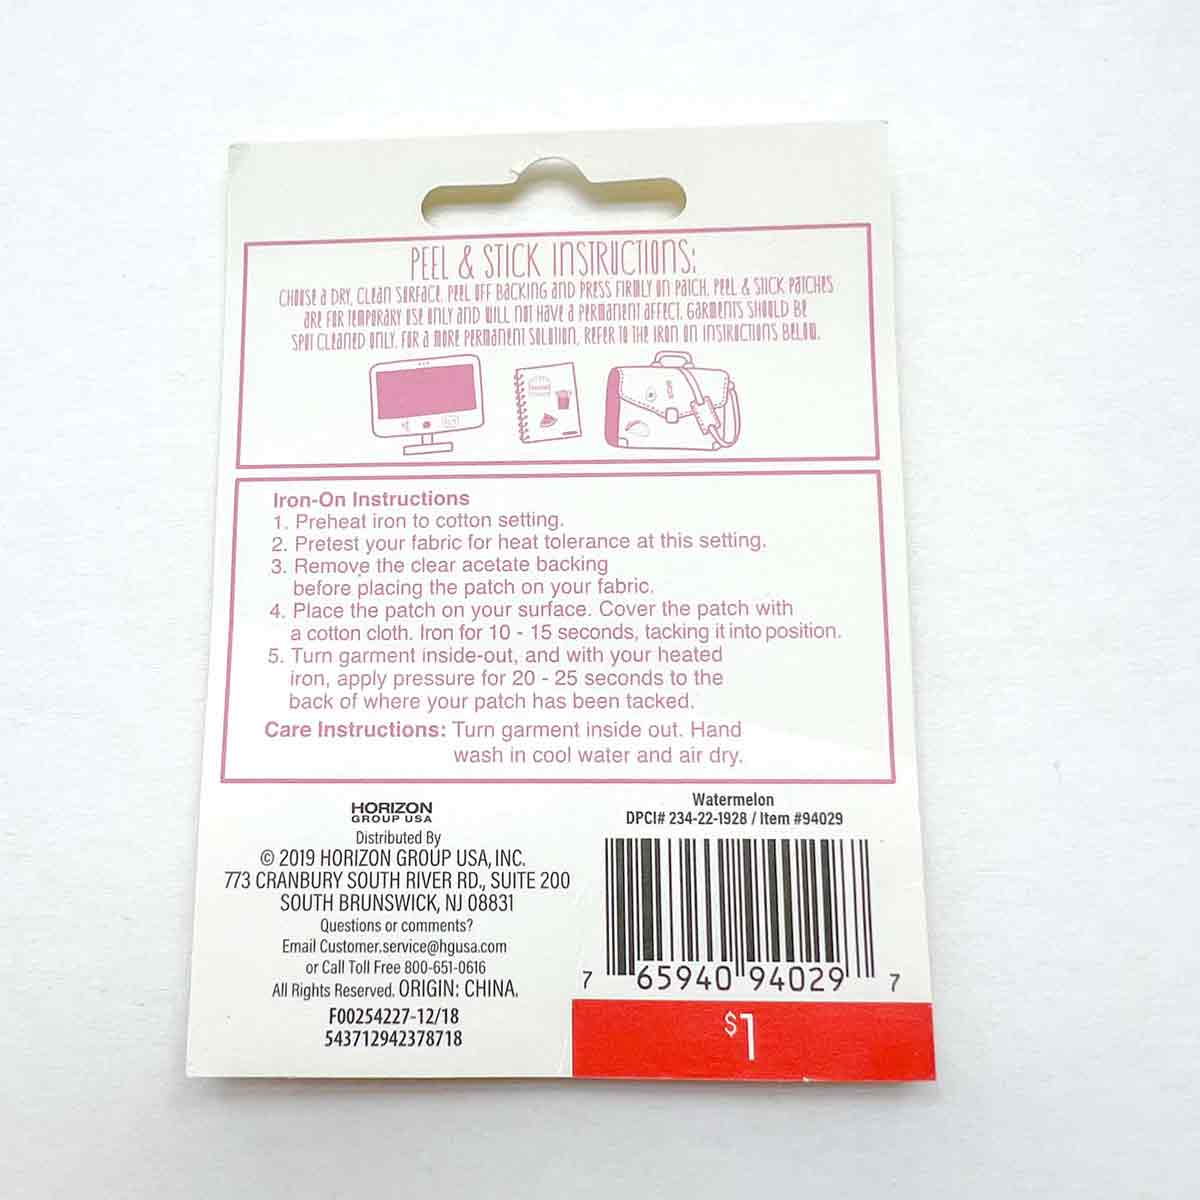 PEEL & STICK INSTRUCTIONS:
CHOOSE A DRY, CLEAN SURFACE. PEEL OFF BACKING AND PRESS FIRMLY ON PATCH. PEEL & STICK PATCHES
ARE FOR TEMPORARY USE ONLY AND WILL NOT HAVE A PERMANENT AFFECT. GARMENTS SHOULD BE
SPOT CLEANED ONLY. FOR A MORE PERMANENT SOLUTION, REFER TO THE IRON ON INSTRUCTIONS BELOW.
Iron-On Instructions
1. Preheat iron to cotton setting.
2. Pretest your fabric for heat tolerance at this setting.
3. Remove the clear acetate backing
before placing the patch on your fabric.
4. Place the patch on your surface. Cover the patch with
a cotton cloth. Iron for 10 - 15 seconds, tacking it into position.
5. Turn garment inside-out, and with your heated
iron, apply pressure for 20 - 25 seconds to the
back of where your patch has been tacked.
Care Instructions: Turn garment inside out. Hand
wash in cool water and air dry.
HORIZON
GROUP USA
Distributed By
© 2019 HORIZON GROUP USA, INC.
773 CRANBURY SOUTH RIVER RD., SUITE 200
SOUTH BRUNSWICK, NJ 08831
Questions or comments?
Email Customer.service@hgusa.com
or Call Toll Free 800-651-0616
All Rights Reserved. ORIGIN: CHINA.
F00254227-12/18
543712942378718
Watermelon
DPCI# 234-22-1928 / Item #94029
7 65940 94029 7
$1